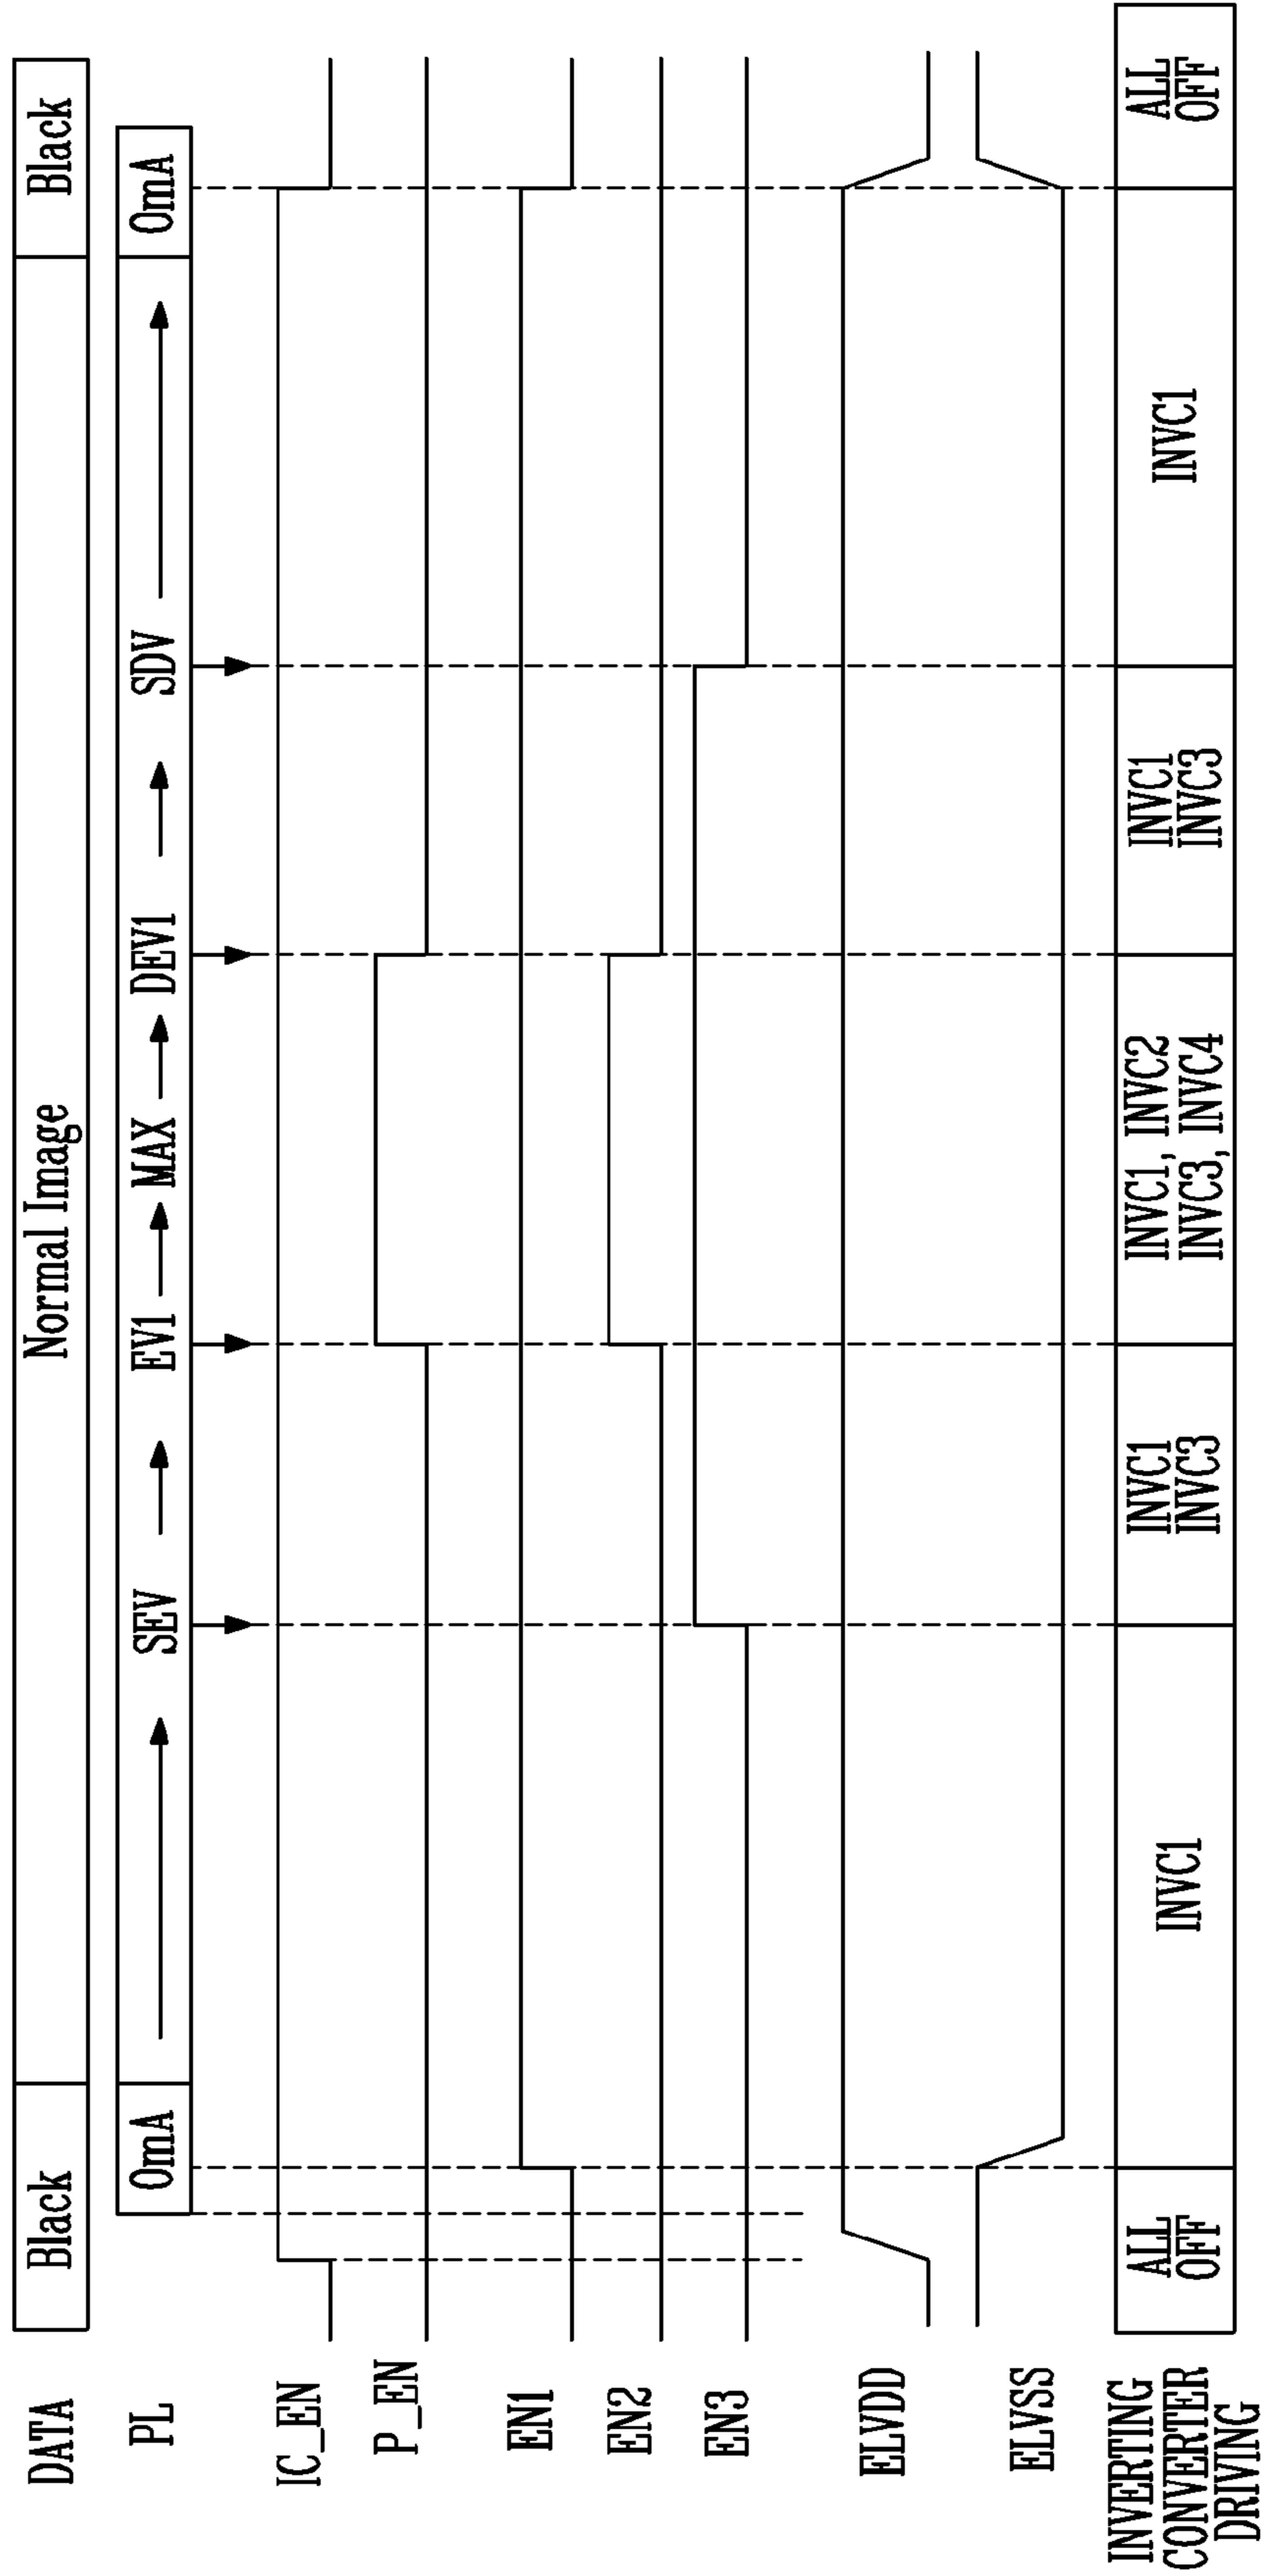 DATA
Black
Normal Image
Black
PL
0mA
SEV
EV1
MAX
DEV1
SDV
0mA
IC_EN
P_EN
EN1
EN2
EN3
ELVDD
ELVSS
INVERTING
CONVERTER
DRIVING
ALL
OFF
INVC1
INVC1
INVC3
INVC1, INVC2
INVC3, INVC4
INVC1
INVC3
INVC1
ALL
OFF